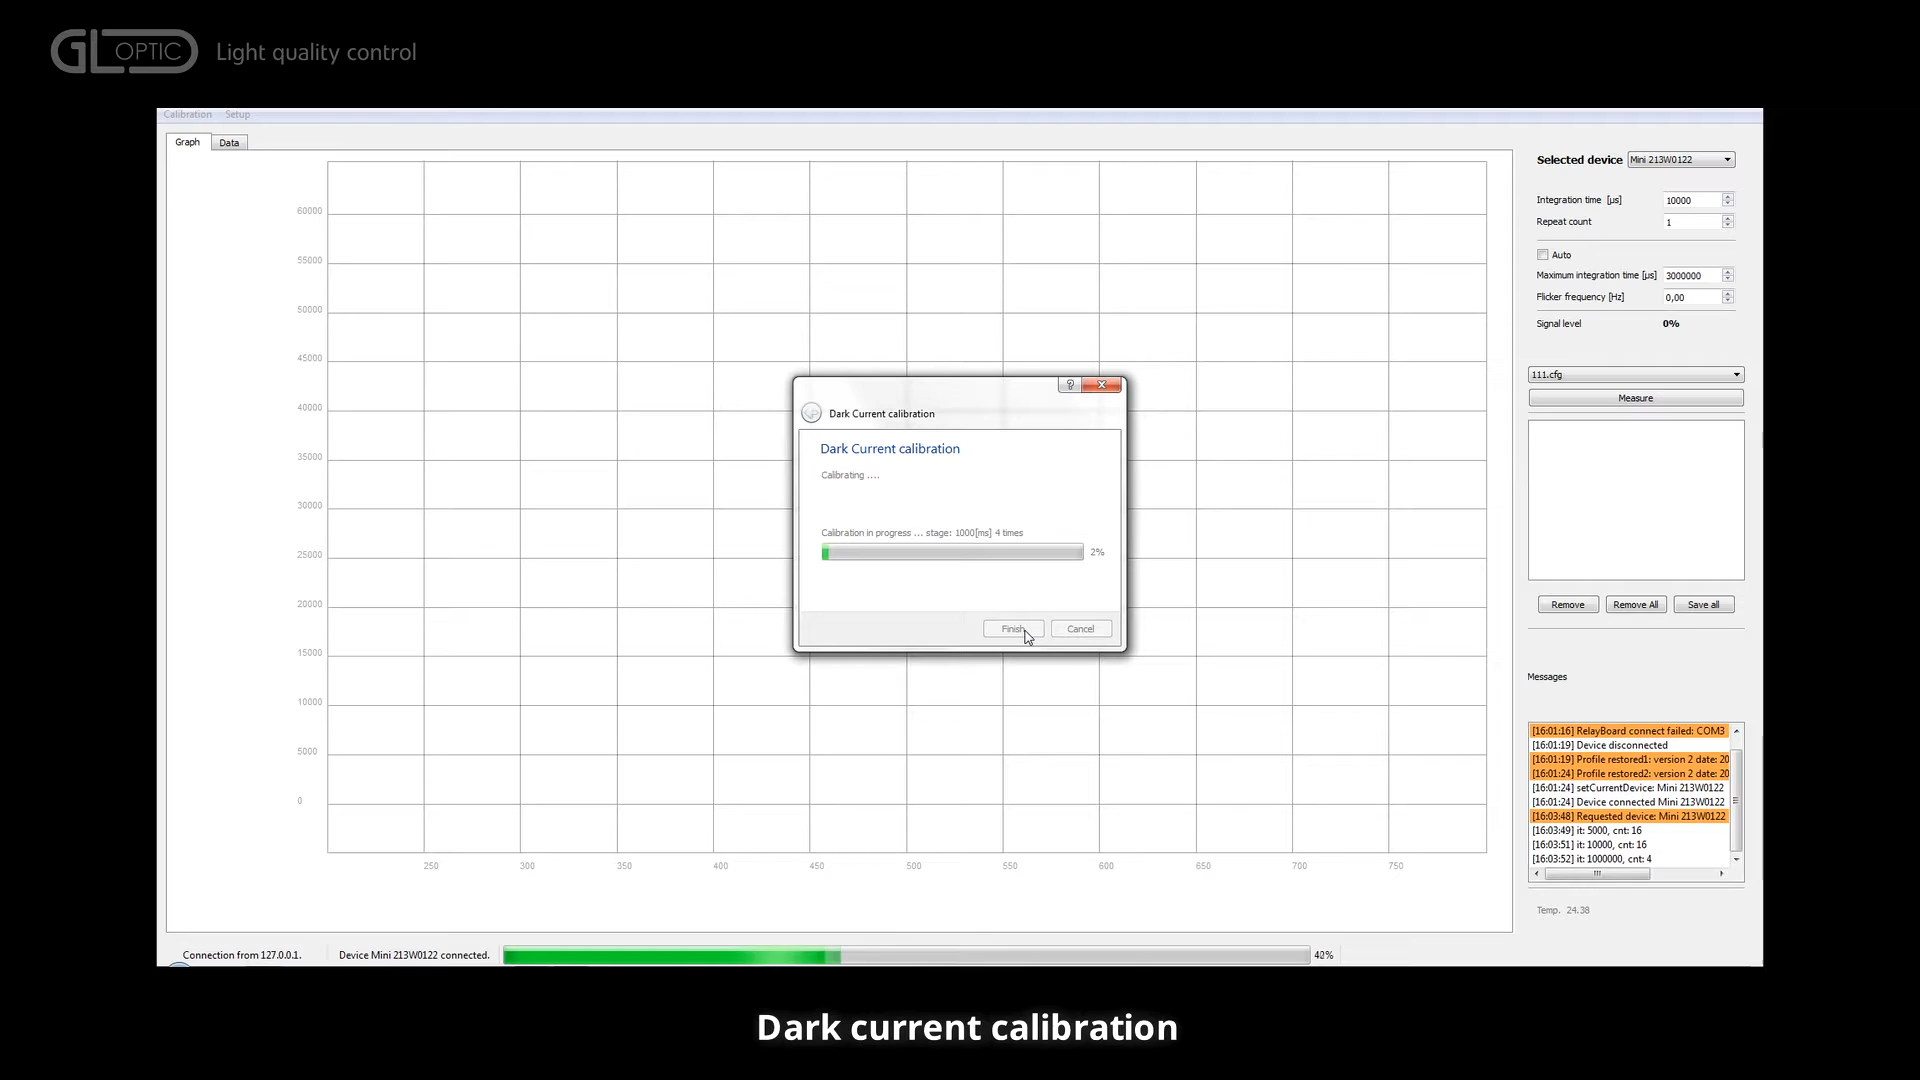 GL OPTIC Light quality control
Calibration Setup
Graph Data
60000
55000
50000
45000
40000
35000
30000
25000
20000
15000
10000
5000
0
250 300 350 400 450 500 550 600 650 700 750
Dark Current calibration
Dark Current calibration
Calibrating ....
Calibration in progress ... stage: 1000[ms] 4 times
2%
Finish Cancel
Selected device Mini 213W0122
Integration time [µs] 10000
Repeat count 1
Auto
Maximum integration time [µs] 3000000
Flicker frequency [Hz] 0,00
Signal level 0%
111.cfg
Measure
Remove Remove All Save all
Messages
[16:01:16] RelayBoard connect failed: COM3
[16:01:19] Device disconnected
[16:01:19] Profile restored1: version 2 date: 20
[16:01:24] Profile restored2: version 2 date: 20
[16:01:24] setCurrentDevice: Mini 213W0122
[16:01:24] Device connected Mini 213W0122
[16:03:48] Requested device: Mini 213W0122
[16:03:49] it: 5000, cnt: 16
[16:03:51] it: 10000, cnt: 16
[16:03:52] it: 1000000, cnt: 4
Temp. 24.38
Connection from 127.0.0.1. Device Mini 213W0122 connected.
Dark current calibration